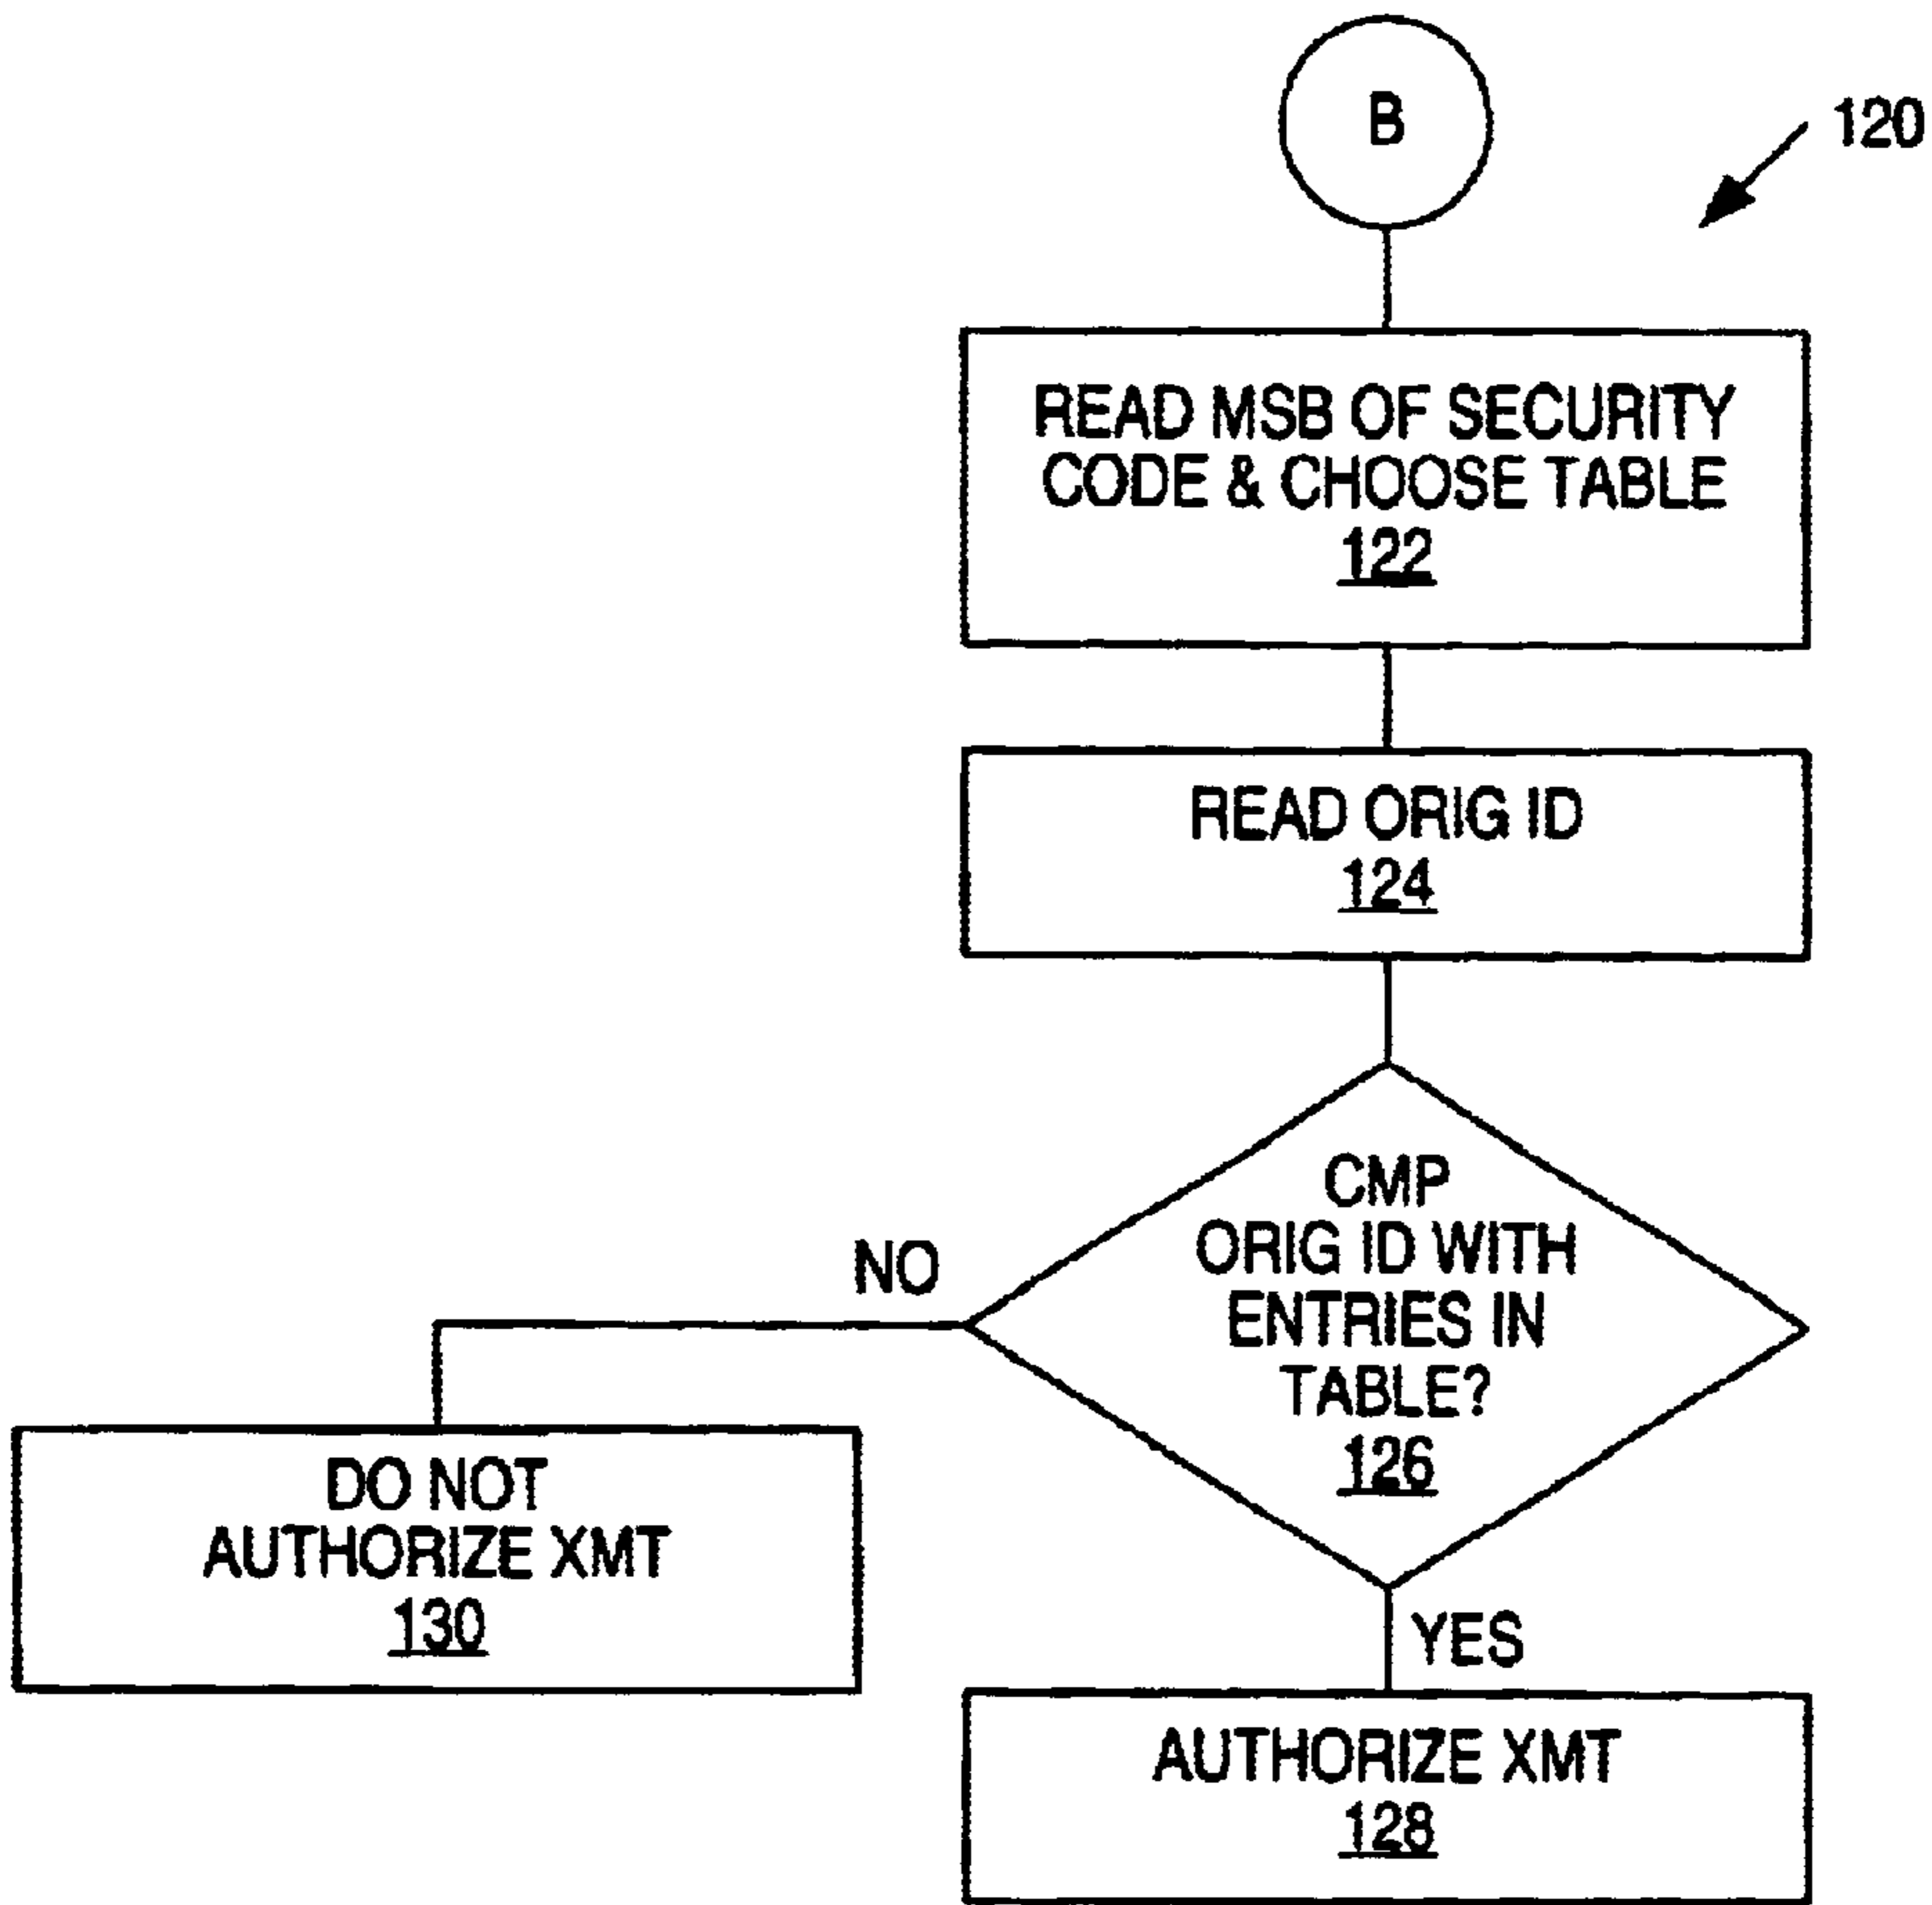 B
120
READ MSB OF SECURITY
CODE & CHOOSE TABLE
122
READ ORIG ID
124
CMP
ORIG ID WITH
ENTRIES IN
TABLE?
126
NO
DO NOT
AUTHORIZE XMT
130
YES
AUTHORIZE XMT
128